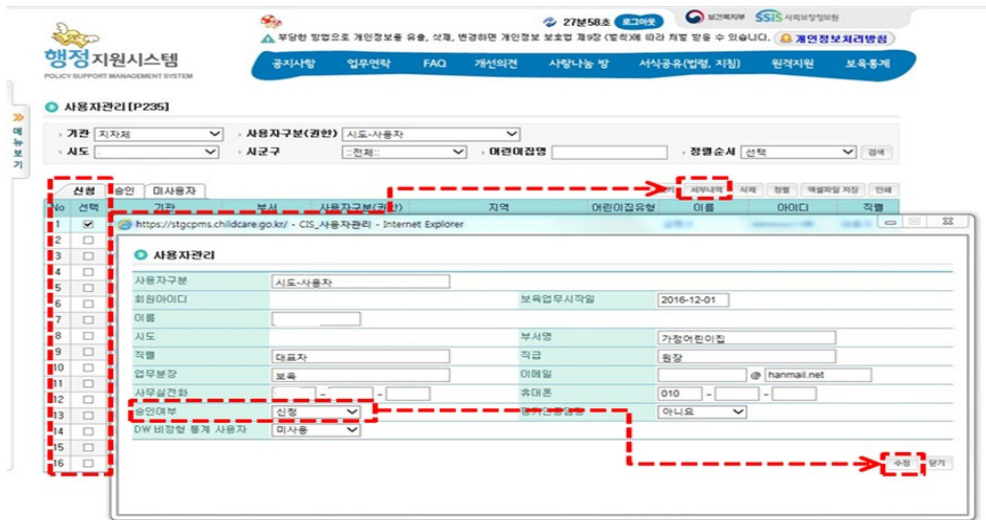 27분58초 로그아웃 보건복지부 SSiS 사회보장정보원
부당한 방법으로 개인정보를 유출, 삭제, 변경하면 개인정보 보호법 제9장 (벌칙)에 따라 처벌 받을 수 있습니다. 개인정보처리방침
행정지원시스템
POLICY SUPPORT MANAGEMENT SYSTEM
공지사항 업무연락 FAQ 개선의견 사랑나눔 방 서식공유(법령, 지침) 원격지원 보육통계
메뉴보기
사용자관리 [P235]
기관 지자체 사용자구분(권한) 시도-사용자
시도 시군구 ::전체:: 어린이집명 정렬순서 선택 검색
신청 승인 미사용자 세부내역 삭제 정렬 엑셀파일 저장 인쇄
No 선택 기관 부서 사용자구분(권한) 지역 어린이집유형 이름 아이디 직렬
1
https://stgcpms.childcare.go.kr/ - CIS_사용자관리 - Internet Explorer
2
3 사용자관리
4
5 사용자구분 시도-사용자
6 회원아이디 보육업무시작일 2016-12-01
7 이름
8 시도 부서명 가정어린이집
9 직렬 대표자 직급 원장
10
11 업무분장 보육 이메일 @ hanmail.net
12 사무실전화 - - 휴대폰 010 - -
13 승인여부 신청 아니요
14 DW 비정형 통계 사용자 미사용
15
16 수정 닫기